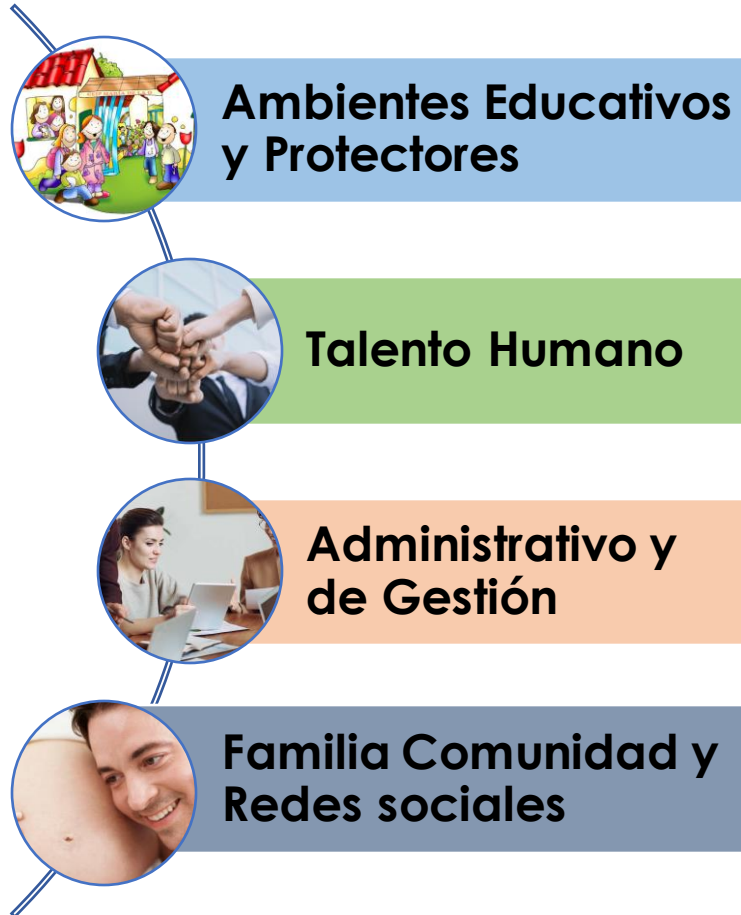 Ambientes Educativos
y Protectores
Talento Humano
Administrativo y
de Gestión
Familia Comunidad y
Redes sociales